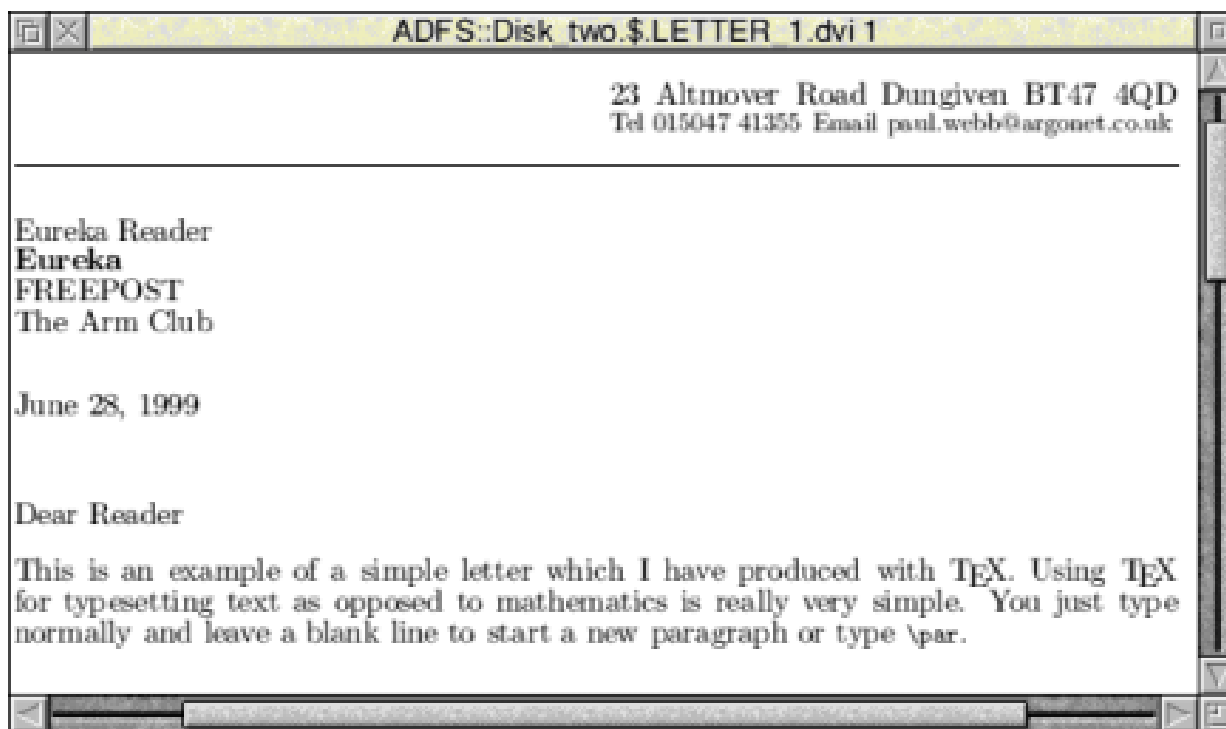 ADFS::Disk_two.$.LETTER_1.dvi 1
23 Altmover Road Dungiven BT47 4QD
Tel 015047 41355 Email paul.webb@argonet.co.uk
Eureka Reader
Eureka
FREEPOST
The Arm Club
June 28, 1999
Dear Reader
This is an example of a simple letter which I have produced with TEX. Using TEX
for typesetting text as opposed to mathematics is really very simple. You just type
normally and leave a blank line to start a new paragraph or type \par.